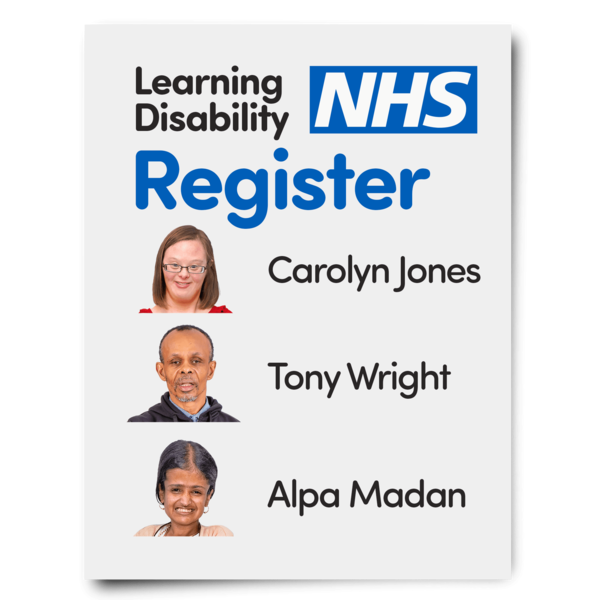 Learning
Disability
NHS
Register
Carolyn Jones
Tony Wright
Alpa Madan